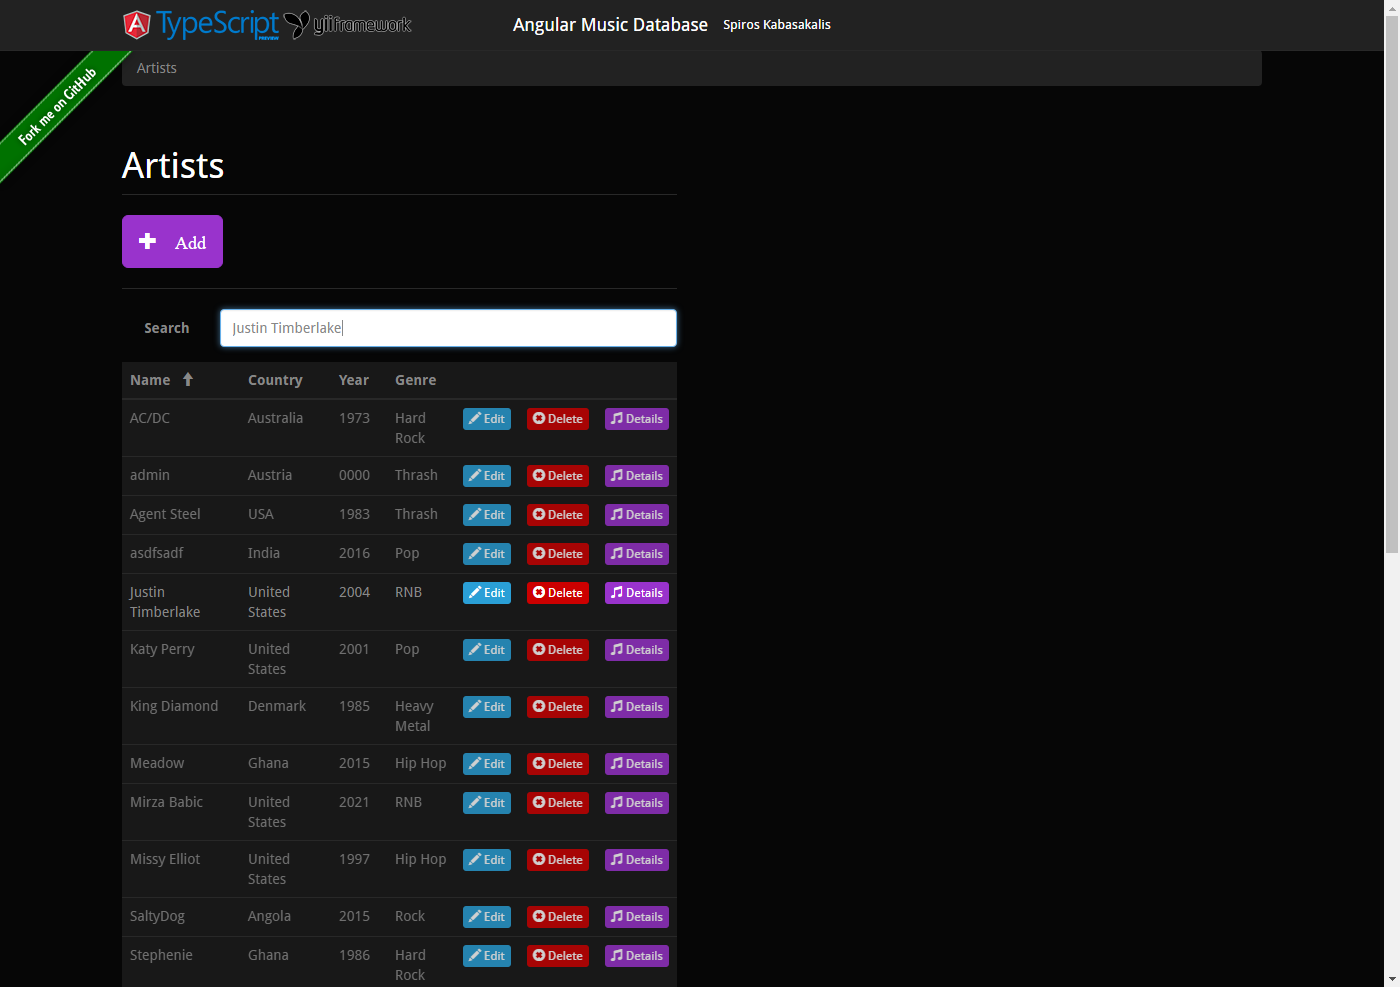 TypeScript PREVIEW yiiframework Angular Music Database Spiros Kabasakalis
Fork me on GitHub
Artists
Artists
Add
Search Justin Timberlake
Name Country Year Genre
AC/DC Australia 1973 Hard Rock Edit Delete Details
admin Austria 0000 Thrash Edit Delete Details
Agent Steel USA 1983 Thrash Edit Delete Details
asdfsadf India 2016 Pop Edit Delete Details
Justin Timberlake United States 2004 RNB Edit Delete Details
Katy Perry United States 2001 Pop Edit Delete Details
King Diamond Denmark 1985 Heavy Metal Edit Delete Details
Meadow Ghana 2015 Hip Hop Edit Delete Details
Mirza Babic United States 2021 RNB Edit Delete Details
Missy Elliot United States 1997 Hip Hop Edit Delete Details
SaltyDog Angola 2015 Rock Edit Delete Details
Stephenie Ghana 1986 Hard Rock Edit Delete Details